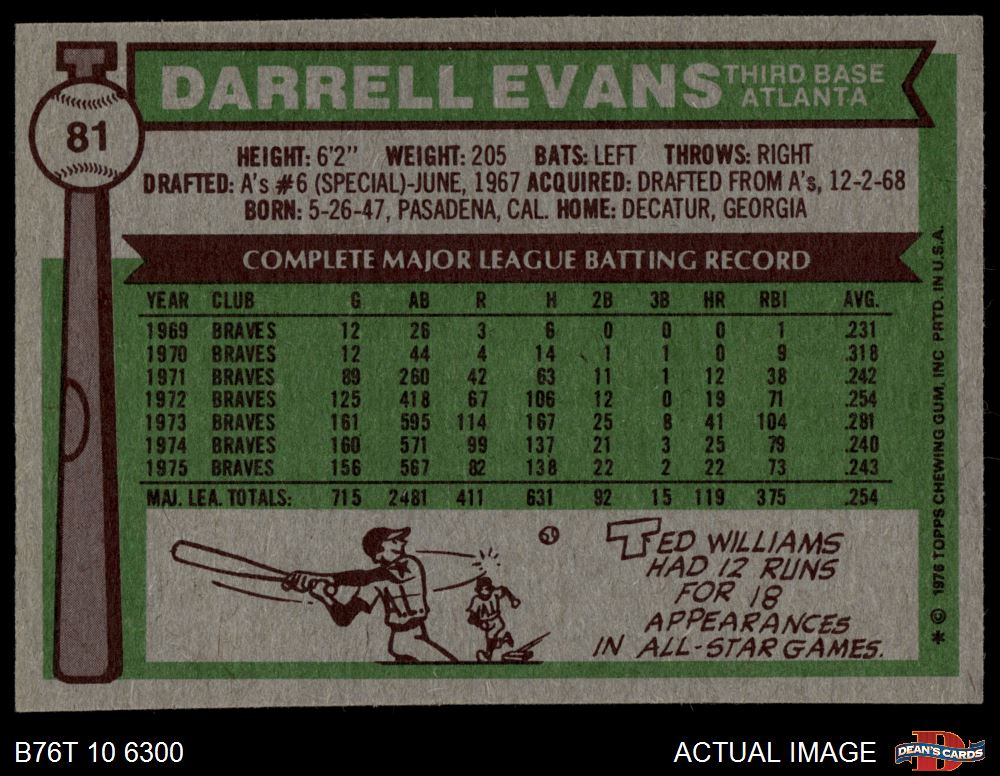 81
DARRELL EVANS THIRD BASE
ATLANTA
HEIGHT: 6'2" WEIGHT: 205 BATS: LEFT THROWS: RIGHT
DRAFTED: A's #6 (SPECIAL)-JUNE, 1967 ACQUIRED: DRAFTED FROM A's, 12-2-68
BORN: 5-26-47, PASADENA, CAL. HOME: DECATUR, GEORGIA
COMPLETE MAJOR LEAGUE BATTING RECORD
YEAR CLUB G AB R H 2B 3B HR RBI AVG.
1969 BRAVES 12 26 3 6 0 0 0 1 .231
1970 BRAVES 12 44 4 14 1 1 0 9 .318
1971 BRAVES 89 260 42 63 11 1 12 38 .242
1972 BRAVES 125 418 67 106 12 0 19 71 .254
1973 BRAVES 161 595 114 167 25 8 41 104 .281
1974 BRAVES 160 571 99 137 21 3 25 79 .240
1975 BRAVES 156 567 82 138 22 2 22 73 .243
MAJ. LEA. TOTALS: 715 2481 411 631 92 15 119 375 .254
TED WILLIAMS
HAD 12 RUNS
FOR 18
APPEARANCES
IN ALL-STAR GAMES.
* © 1976 TOPPS CHEWING GUM, INC PRTD. IN U.S.A.
B76T 10 6300
ACTUAL IMAGE
DEAN'S CARDS